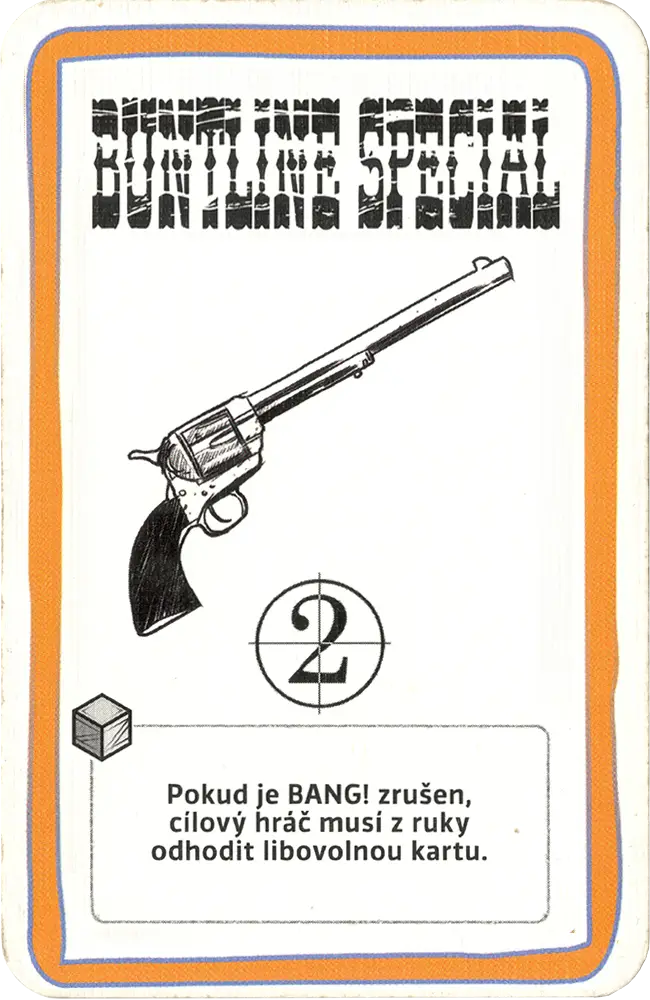 BUNTLINE SPECIAL
2
Pokud je BANG! zrušen,
cílový hráč musí z ruky
odhodit libovolnou kartu.